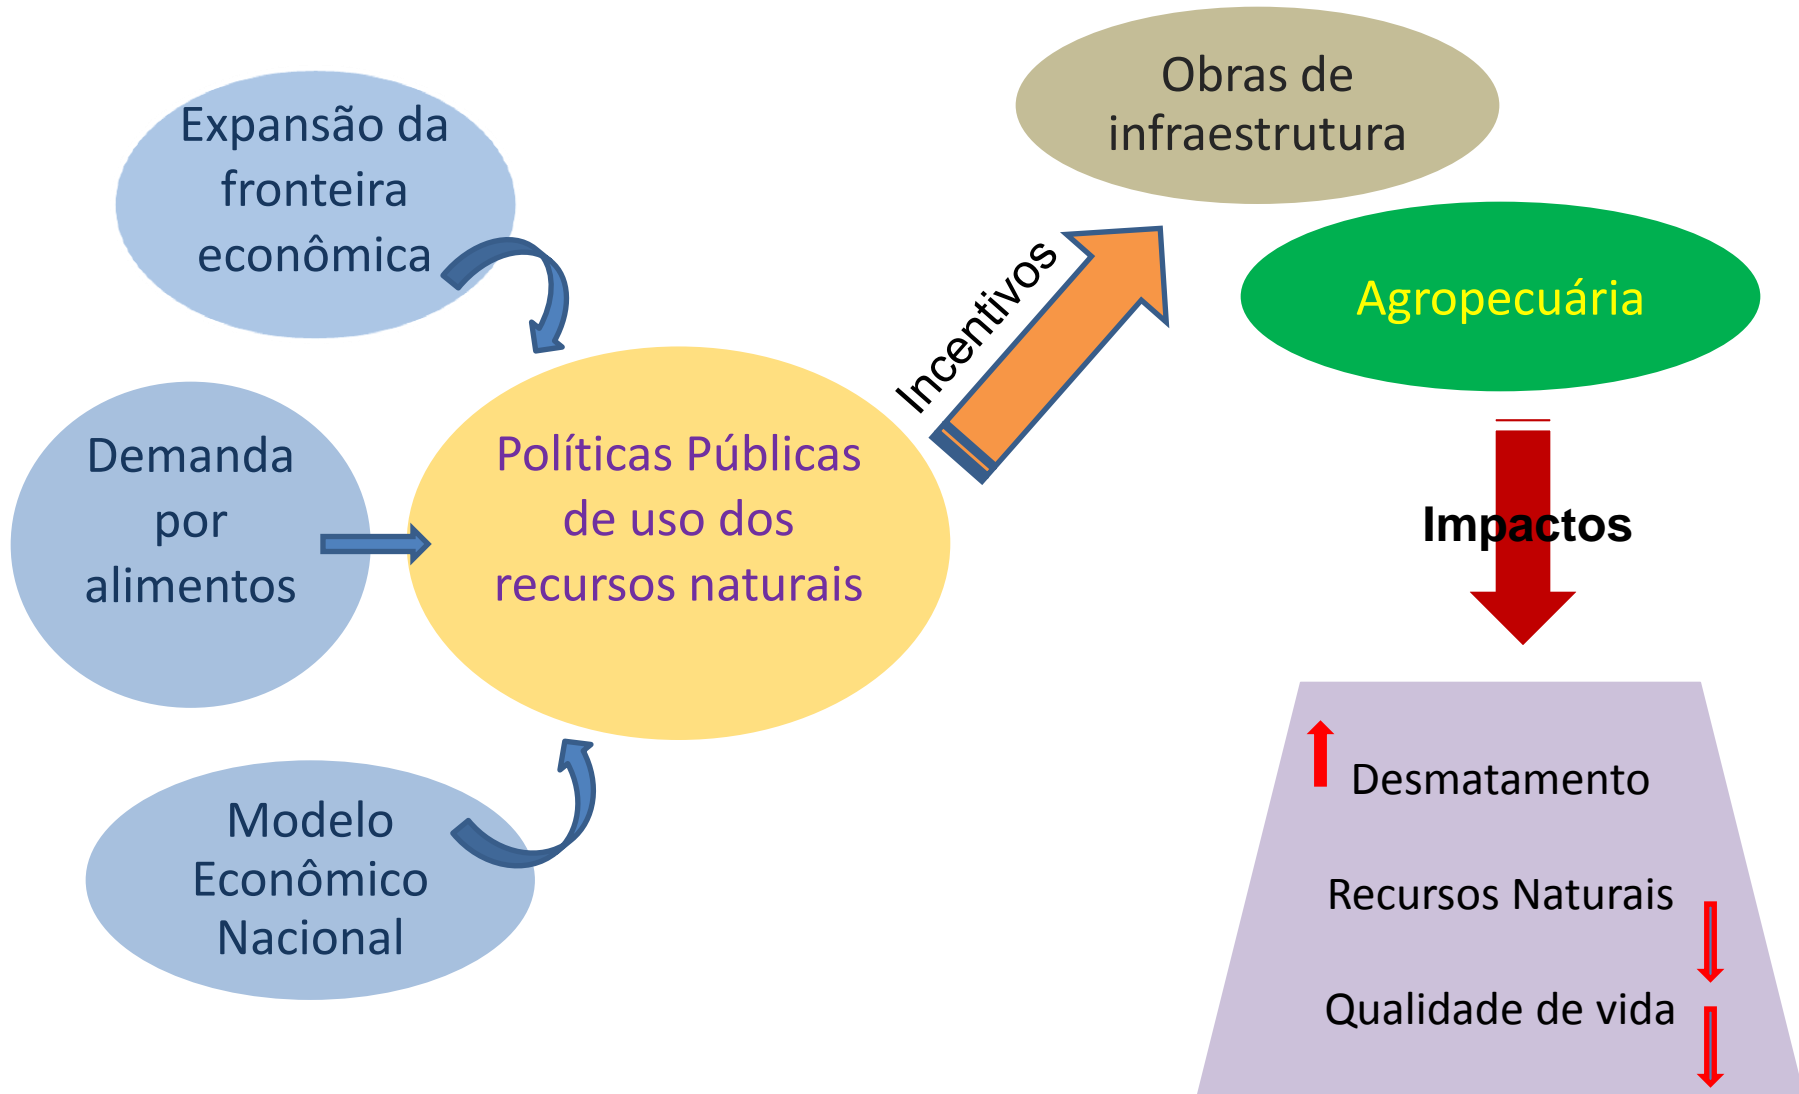 Expansão da
fronteira
econômica
Demanda
por
alimentos
Modelo
Econômico
Nacional
Políticas Públicas
de uso dos
recursos naturais
Incentivos
Obras de
infraestrutura
Agropecuária
Impactos
Desmatamento
Recursos Naturais
Qualidade de vida